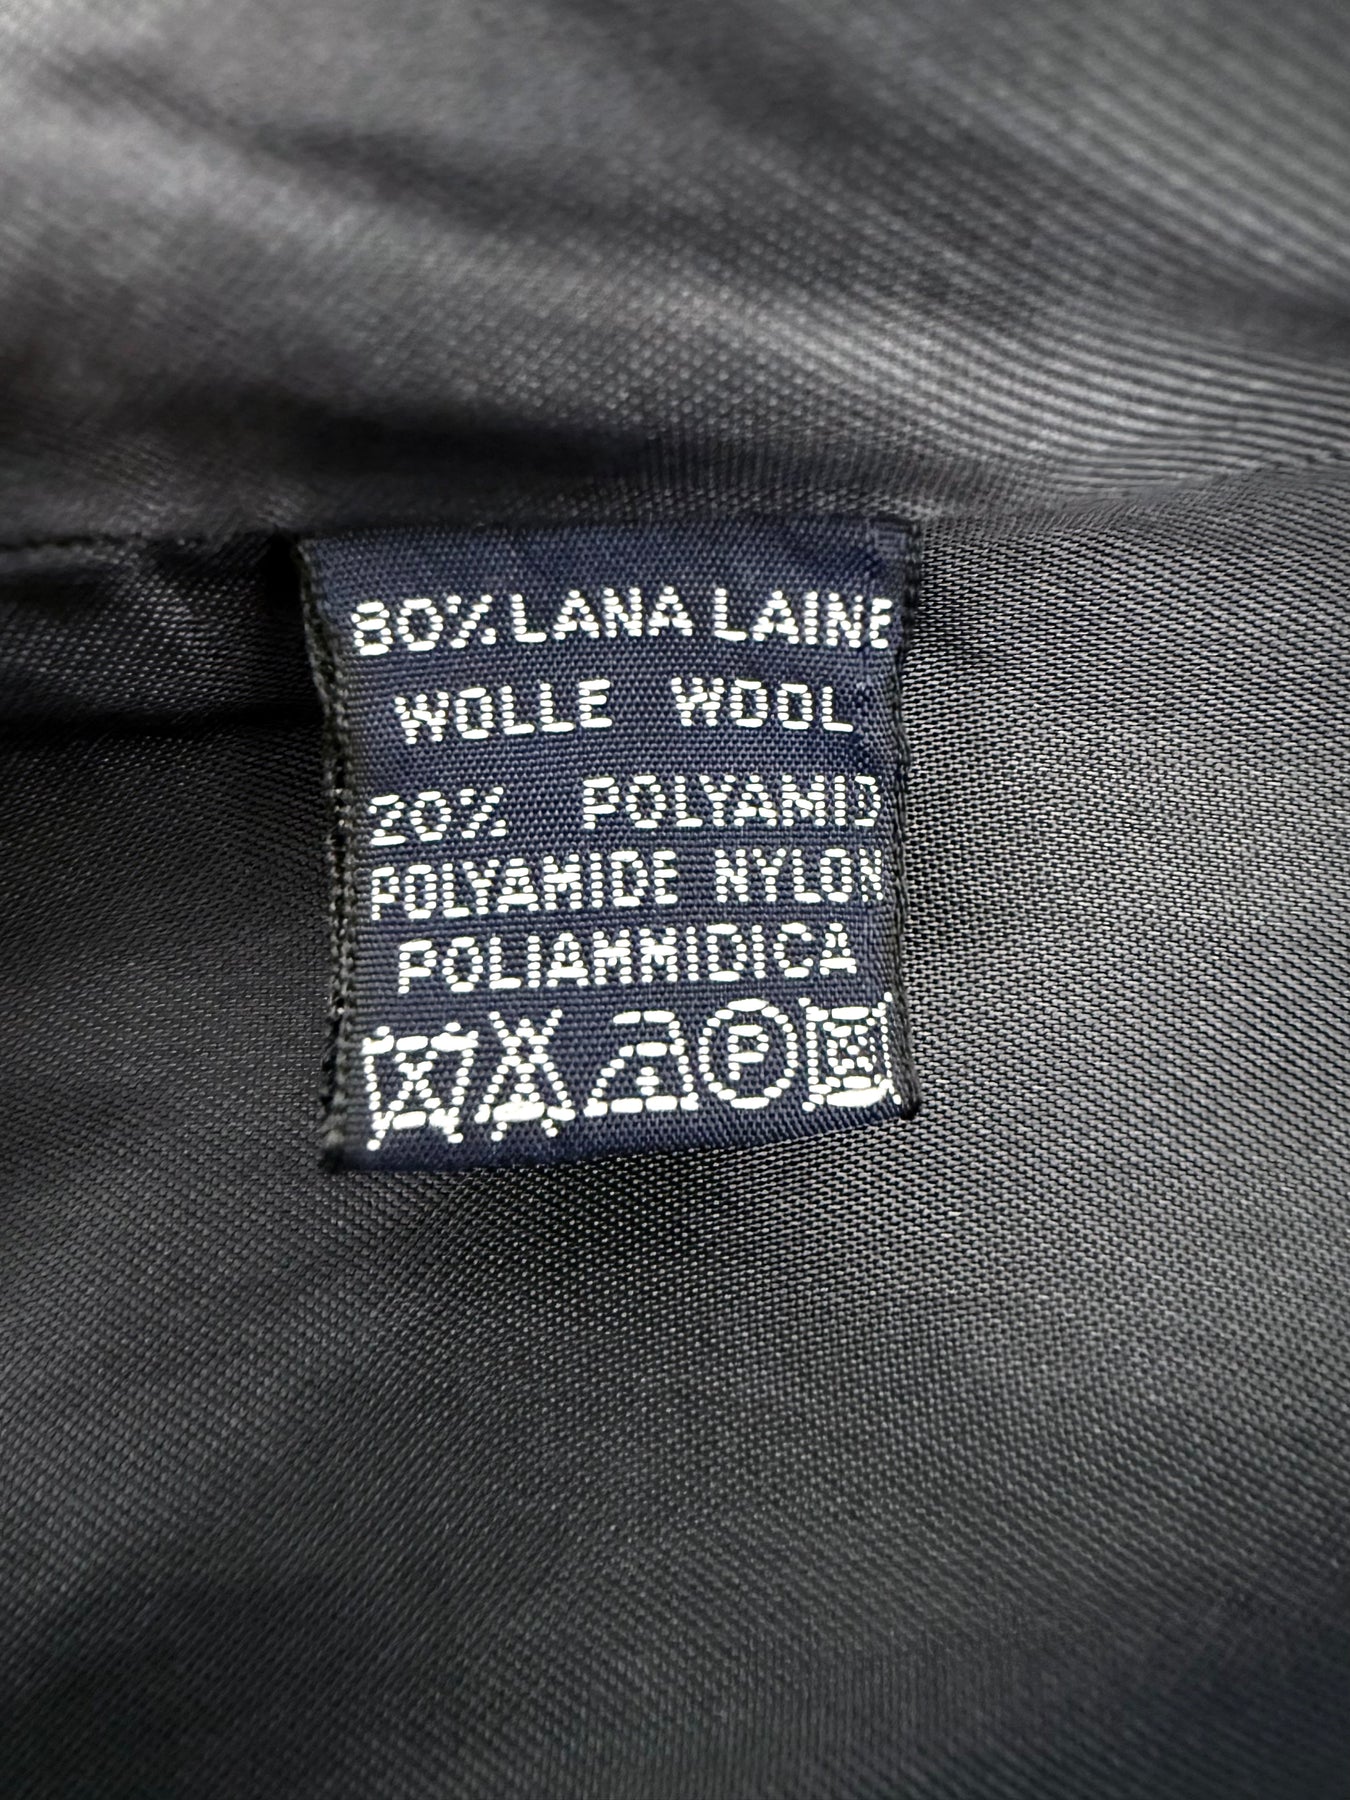 80% LANA LAINE
WOLLE WOOL
20% POLYAMID
POLYAMIDE NYLON
POLIAMMIDICA
P